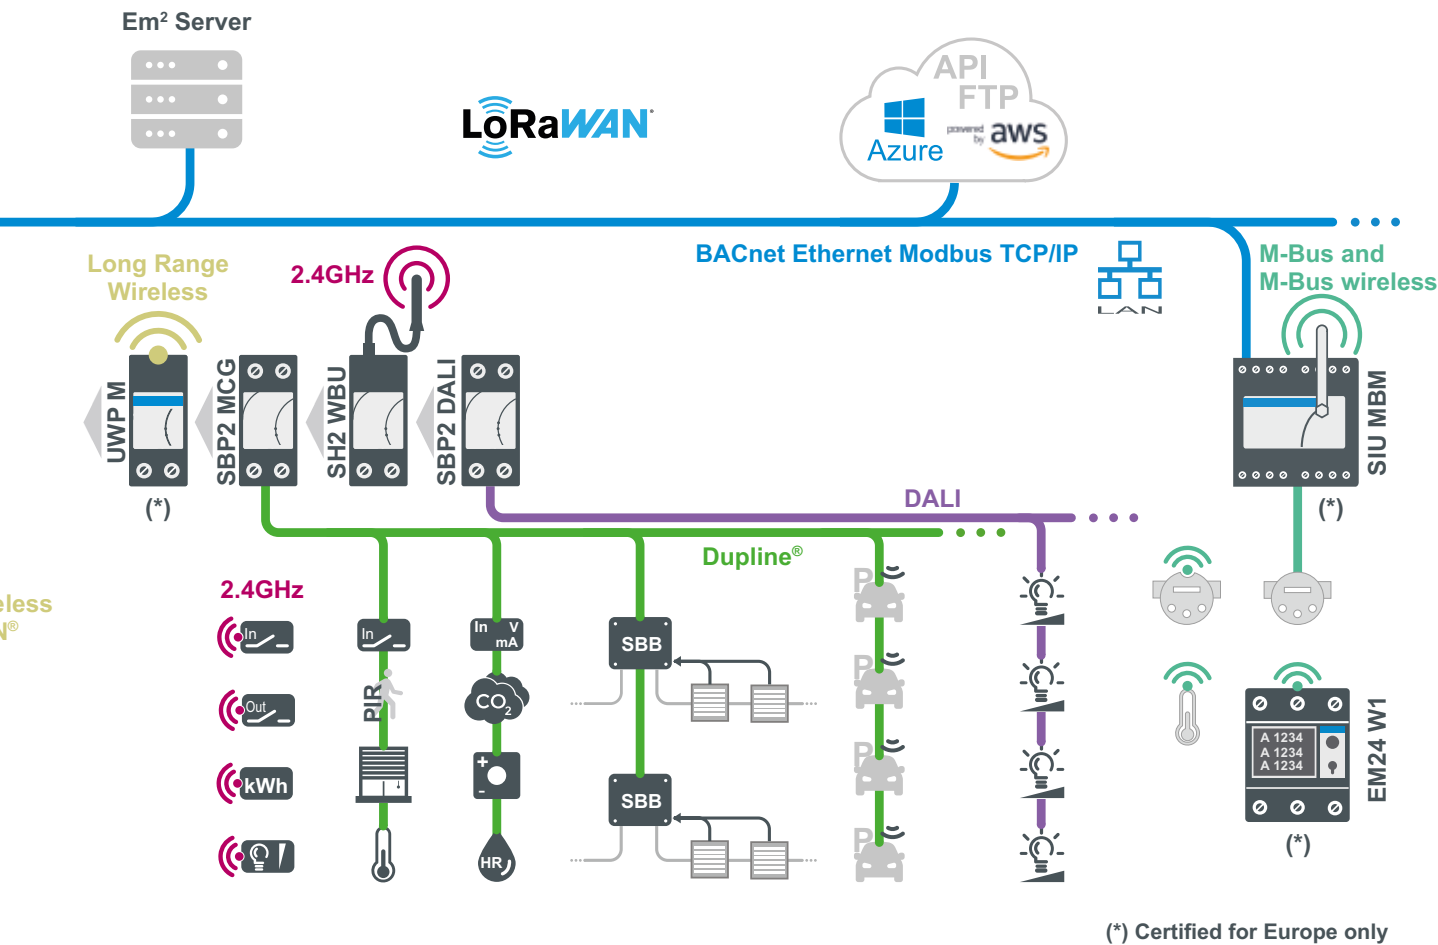 Em² Server
LoRaWAN
API
FTP
Azure
powered by aws
BACnet Ethernet Modbus TCP/IP
LAN
M-Bus and
M-Bus wireless
Long Range
Wireless
2.4GHz
UWP M
SBP2 MCG
SH2 WBU
SBP2 DALI
SIU MBM
(*)
(*)
DALI
Dupline®
2.4GHz
eless
N®
In
Out
kWh
In
PIR
In V
mA
CO2
+
-
HR
SBB
SBB
P
P
P
P
A 1234
A 1234
A 1234
EM24 W1
(*)
(*) Certified for Europe only